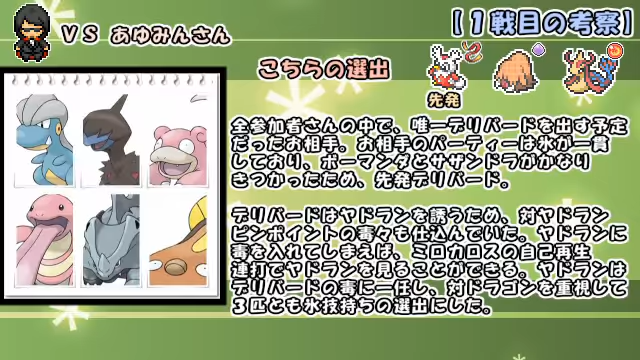 VS あゆみんさん
【1戦目の考察】
こちらの選出
先発
全参加者さんの中で、唯一デリバードを出す予定
だったお相手。お相手のパーティーは氷が一貫
しており、ボーマンダとサザンドラがかなり
きつかったため、先発デリバード。
デリバードはヤドランを誘うため、対ヤドラン
ピンポイントの毒々も仕込んでいた。ヤドランに
毒を入れてしまえば、ミロカロスの自己再生
連打でヤドランを見ることができる。ヤドランは
デリバードの毒に一任し、対ドラゴンを重視して
3匹とも氷技持ちの選出にした。